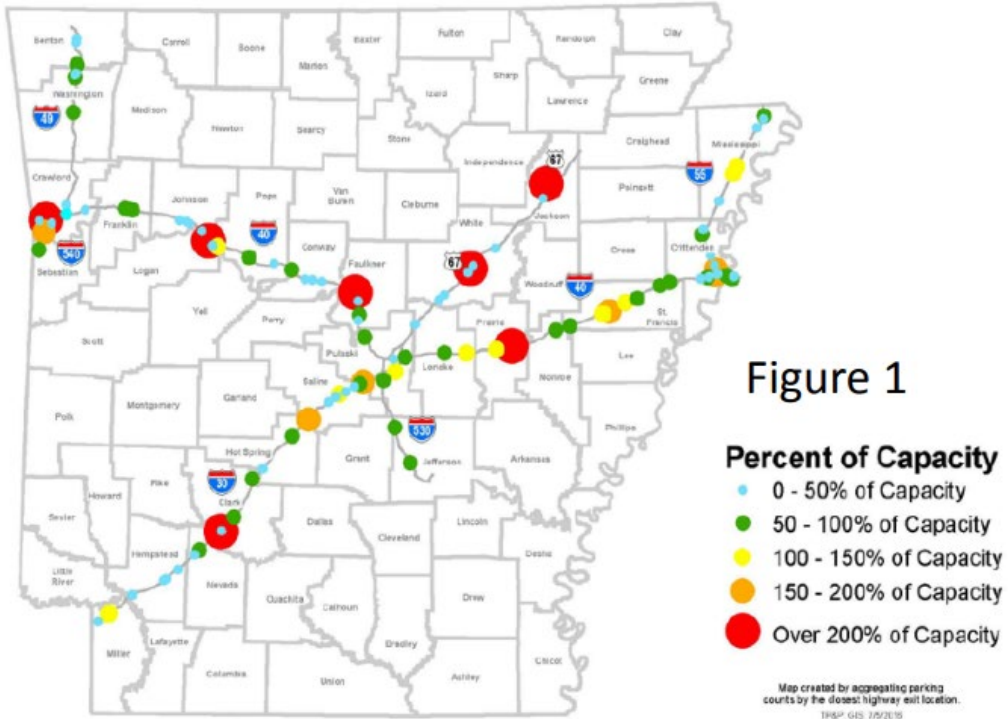 Benton
Carroll
Boone
Baxter
Fulton
Randolph
Clay
Marion
Sharp
Greene
Washington
Madison
Izard
Lawrence
49
Newton
Searcy
Stone
Independence
67
Craighead
Mississippi
Crawford
Johnson
Pope
Van
Buren
Cleburne
Jackson
Poinsett
55
Franklin
White
40
Conway
Faulkner
67
Cross
Crittenden
540
Sebastian
Logan
Woodruff
40
St.
Francis
Yell
Perry
Prairie
Scott
Pulaski
Lonoke
Lee
Saline
Monroe
Figure 1
Polk
Montgomery
Garland
530
Phillips
Hot Spring
Grant
Jefferson
Arkansas
Percent of Capacity
30
0 - 50% of Capacity
Howard
Pike
Clark
50 - 100% of Capacity
Sevier
Dallas
Cleveland
Lincoln
100 - 150% of Capacity
Hempstead
Desha
Little
River
Nevada
Ouachita
Calhoun
Drew
150 - 200% of Capacity
Over 200% of Capacity
Miller
Lafayette
Bradley
Columbia
Union
Ashley
Chicot
Map created by aggregating parking
counts by the closest highway exit location.